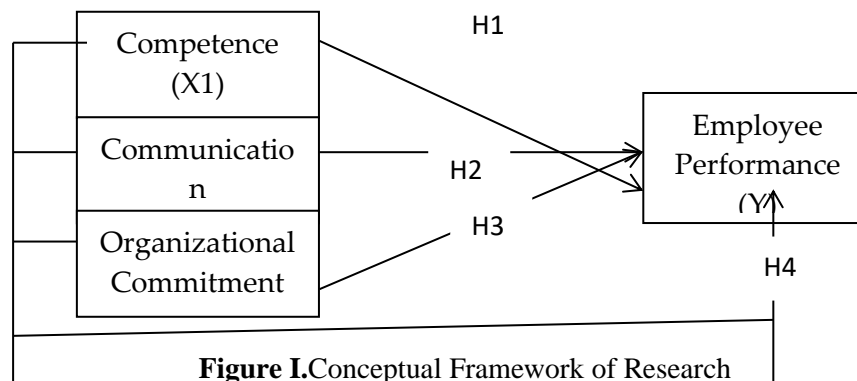 H1
Competence
(X1)
Communicatio
n
Organizational
Commitment
H2
H3
Employee
Performance
(Y)
H4
Figure I.Conceptual Framework of Research